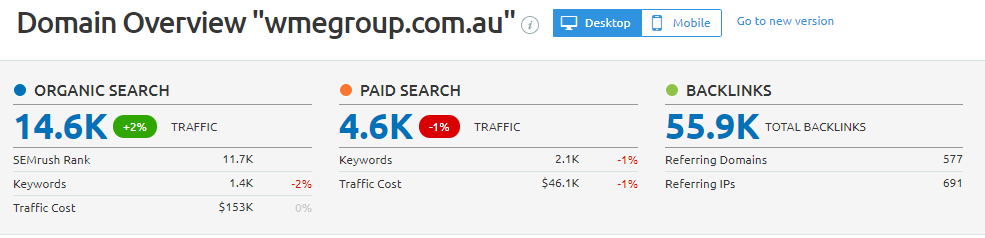 Domain Overview "wmegroup.com.au" i Desktop Mobile Go to new version
ORGANIC SEARCH
14.6K +2% TRAFFIC
SEMrush Rank 11.7K
Keywords 1.4K -2%
Traffic Cost $153K 0%
PAID SEARCH
4.6K -1% TRAFFIC
Keywords 2.1K -1%
Traffic Cost $46.1K -1%
BACKLINKS
55.9K TOTAL BACKLINKS
Referring Domains 577
Referring IPs 691